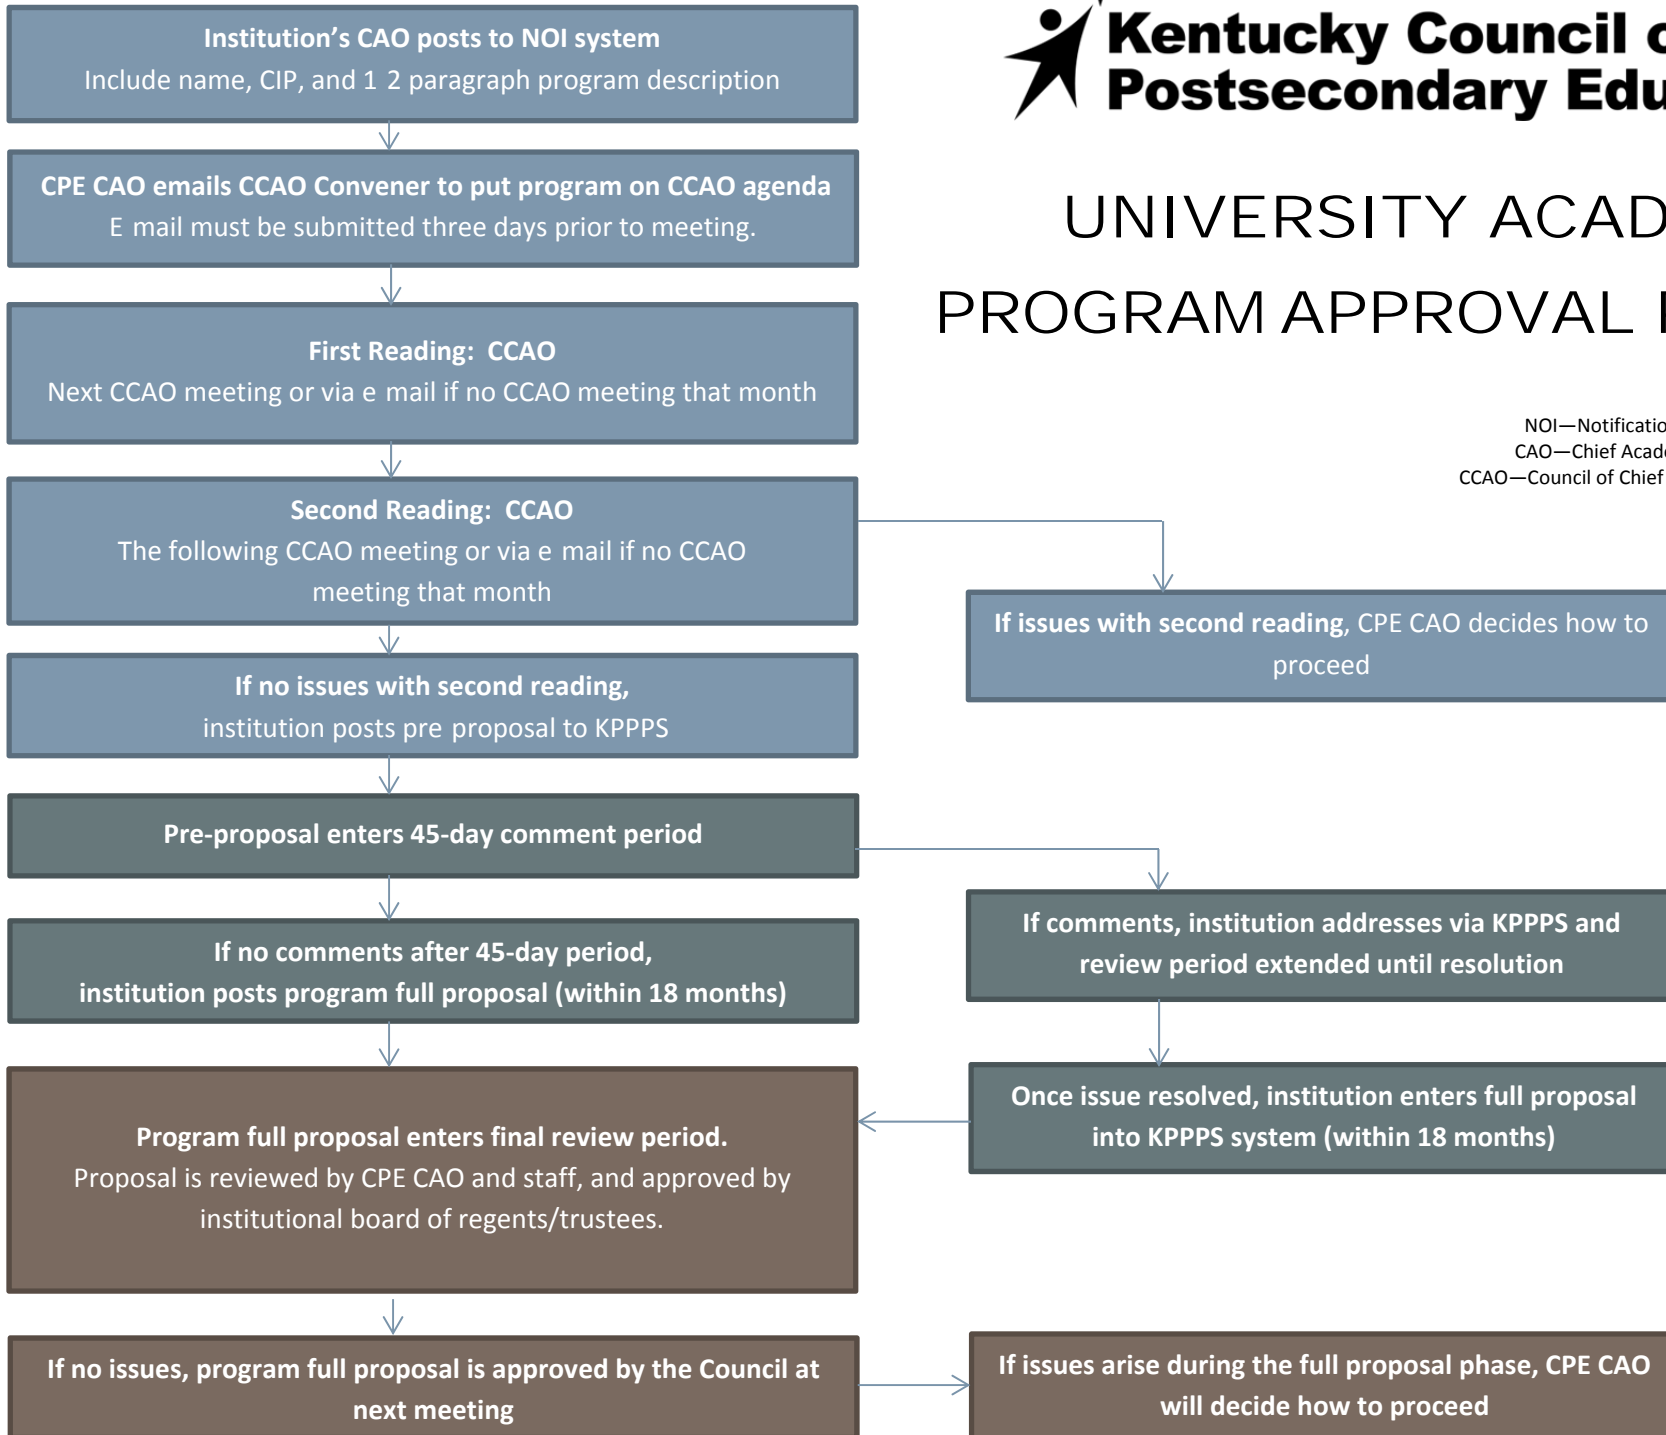 Institution’s CAO posts to NOI system
Include name, CIP, and 1 2 paragraph program description
CPE CAO emails CCAO Convener to put program on CCAO agenda
E mail must be submitted three days prior to meeting.
First Reading: CCAO
Next CCAO meeting or via e mail if no CCAO meeting that month
Second Reading: CCAO
The following CCAO meeting or via e mail if no CCAO
meeting that month
If no issues with second reading,
institution posts pre proposal to KPPPS
Pre-proposal enters 45-day comment period
If no comments after 45-day period,
institution posts program full proposal (within 18 months)
Program full proposal enters final review period.
Proposal is reviewed by CPE CAO and staff, and approved by
institutional board of regents/trustees.
If no issues, program full proposal is approved by the Council at
next meeting
Kentucky Council
Postsecondary
UNIVERSITY
PROGRAM APPROVAL
NOI—
CAO—Chief
CCAO—Council of Chief
If issues with second reading, CPE CAO decides how to
proceed
If comments, institution addresses via KPPPS and
review period extended until resolution
Once issue resolved, institution enters full proposal
into KPPPS system (within 18 months)
If issues arise during the full proposal phase, CPE CAO
will decide how to proceed